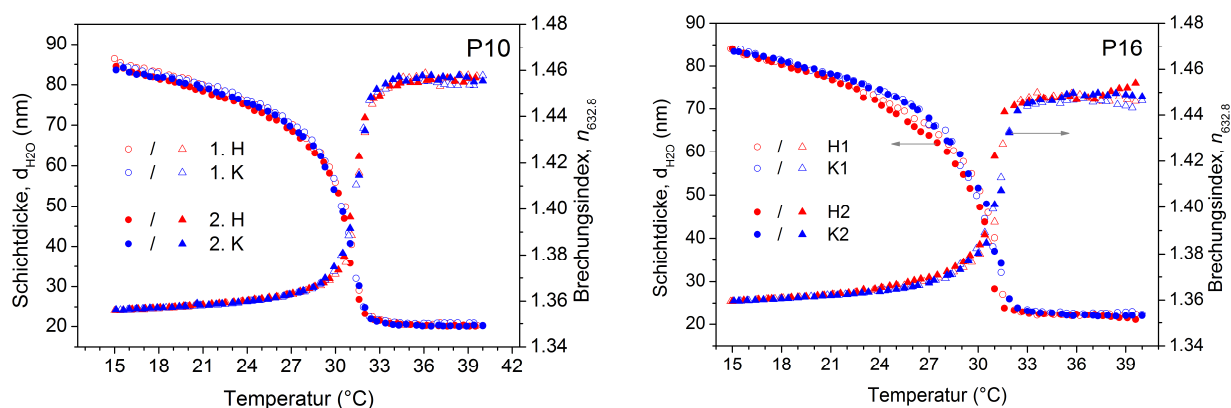 P10
Schichtdicke, d_H2O (nm)
90
80
70
60
50
40
30
20
/ 1. H
/ 1. K
/ 2. H
/ 2. K
1.48
1.46
1.44
1.42
1.40
1.38
1.36
1.34
Brechungsindex, n_632.8
15 18 21 24 27 30 33 36 39 42
Temperatur (°C)
P16
Schichtdicke, d_H2O (nm)
90
80
70
60
50
40
30
20
/ H1
/ K1
/ H2
/ K2
1.48
1.46
1.44
1.42
1.40
1.38
1.36
1.34
Brechungsindex, n_632.8
15 18 21 24 27 30 33 36 39
Temperatur (°C)